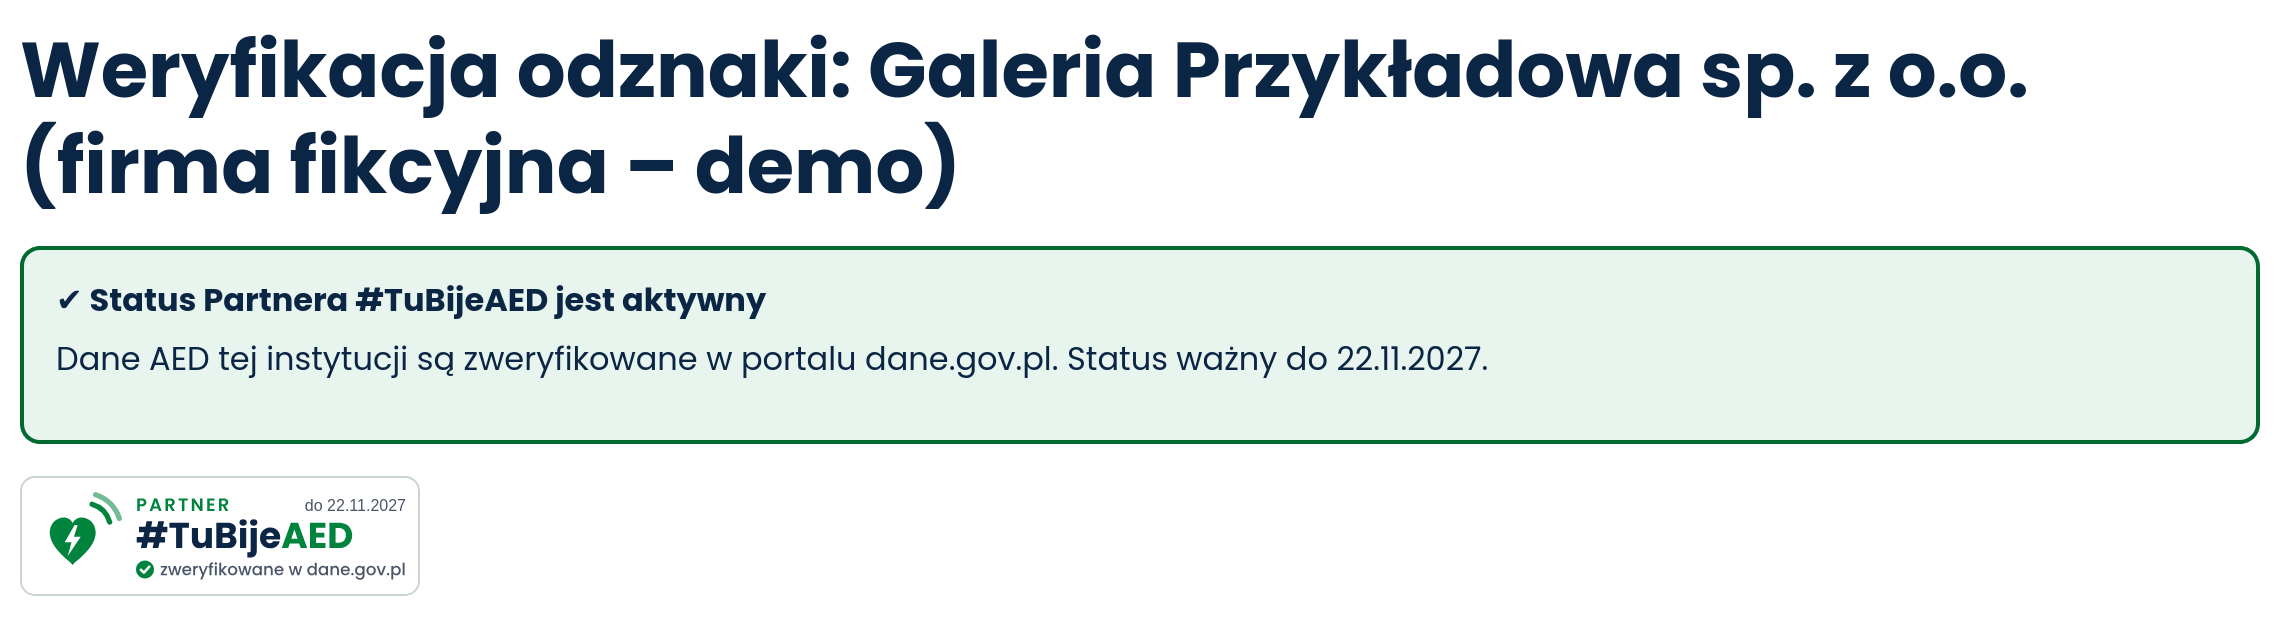 Weryfikacja odznaki: Galeria Przykładowa sp. z o.o.
(firma fikcyjna – demo)
✔ Status Partnera #TuBijeAED jest aktywny
Dane AED tej instytucji są zweryfikowane w portalu dane.gov.pl. Status ważny do 22.11.2027.
PARTNER do 22.11.2027
#TuBijeAED
zweryfikowane w dane.gov.pl